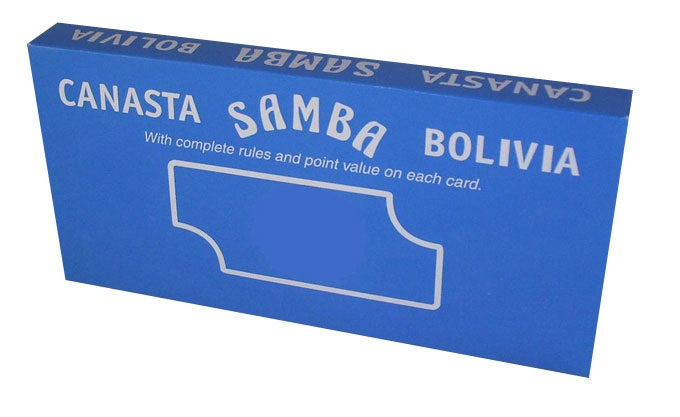 BOLIVIA SAMBA CANASTA
CANASTA SAMBA BOLIVIA
With complete rules and point value on each card.